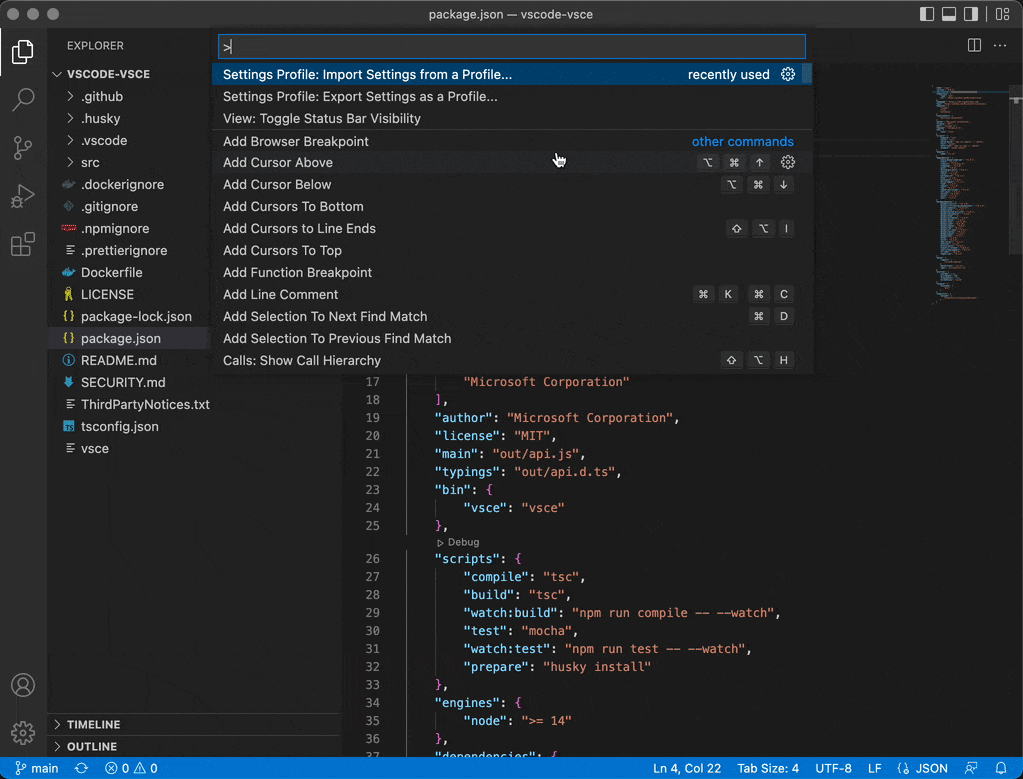 package.json — vscode-vsce
EXPLORER
>
VSCODE-VSCE
.github
.husky
.vscode
src
.dockerignore
.gitignore
.npmignore
.prettierignore
Dockerfile
LICENSE
package-lock.json
package.json
README.md
SECURITY.md
ThirdPartyNotices.txt
tsconfig.json
vsce
TIMELINE
OUTLINE
Settings Profile: Import Settings from a Profile... recently used
Settings Profile: Export Settings as a Profile...
View: Toggle Status Bar Visibility
Add Browser Breakpoint other commands
Add Cursor Above ⌥ ⌘ ↑
Add Cursor Below ⌥ ⌘ ↓
Add Cursors To Bottom
Add Cursors to Line Ends ⇧ ⌥ I
Add Cursors To Top
Add Function Breakpoint
Add Line Comment ⌘ K ⌘ C
Add Selection To Next Find Match ⌘ D
Add Selection To Previous Find Match
Calls: Show Call Hierarchy ⇧ ⌥ H
17 "Microsoft Corporation"
18 ],
19 "author": "Microsoft Corporation",
20 "license": "MIT",
21 "main": "out/api.js",
22 "typings": "out/api.d.ts",
23 "bin": {
24 "vsce": "vsce"
25 },
Debug
26 "scripts": {
27 "compile": "tsc",
28 "build": "tsc",
29 "watch:build": "npm run compile -- --watch",
30 "test": "mocha",
31 "watch:test": "npm run test -- --watch",
32 "prepare": "husky install"
33 },
34 "engines": {
35 "node": ">= 14"
36 },
37 "dependencies": {
main 0 0 Ln 4, Col 22 Tab Size: 4 UTF-8 LF {} JSON